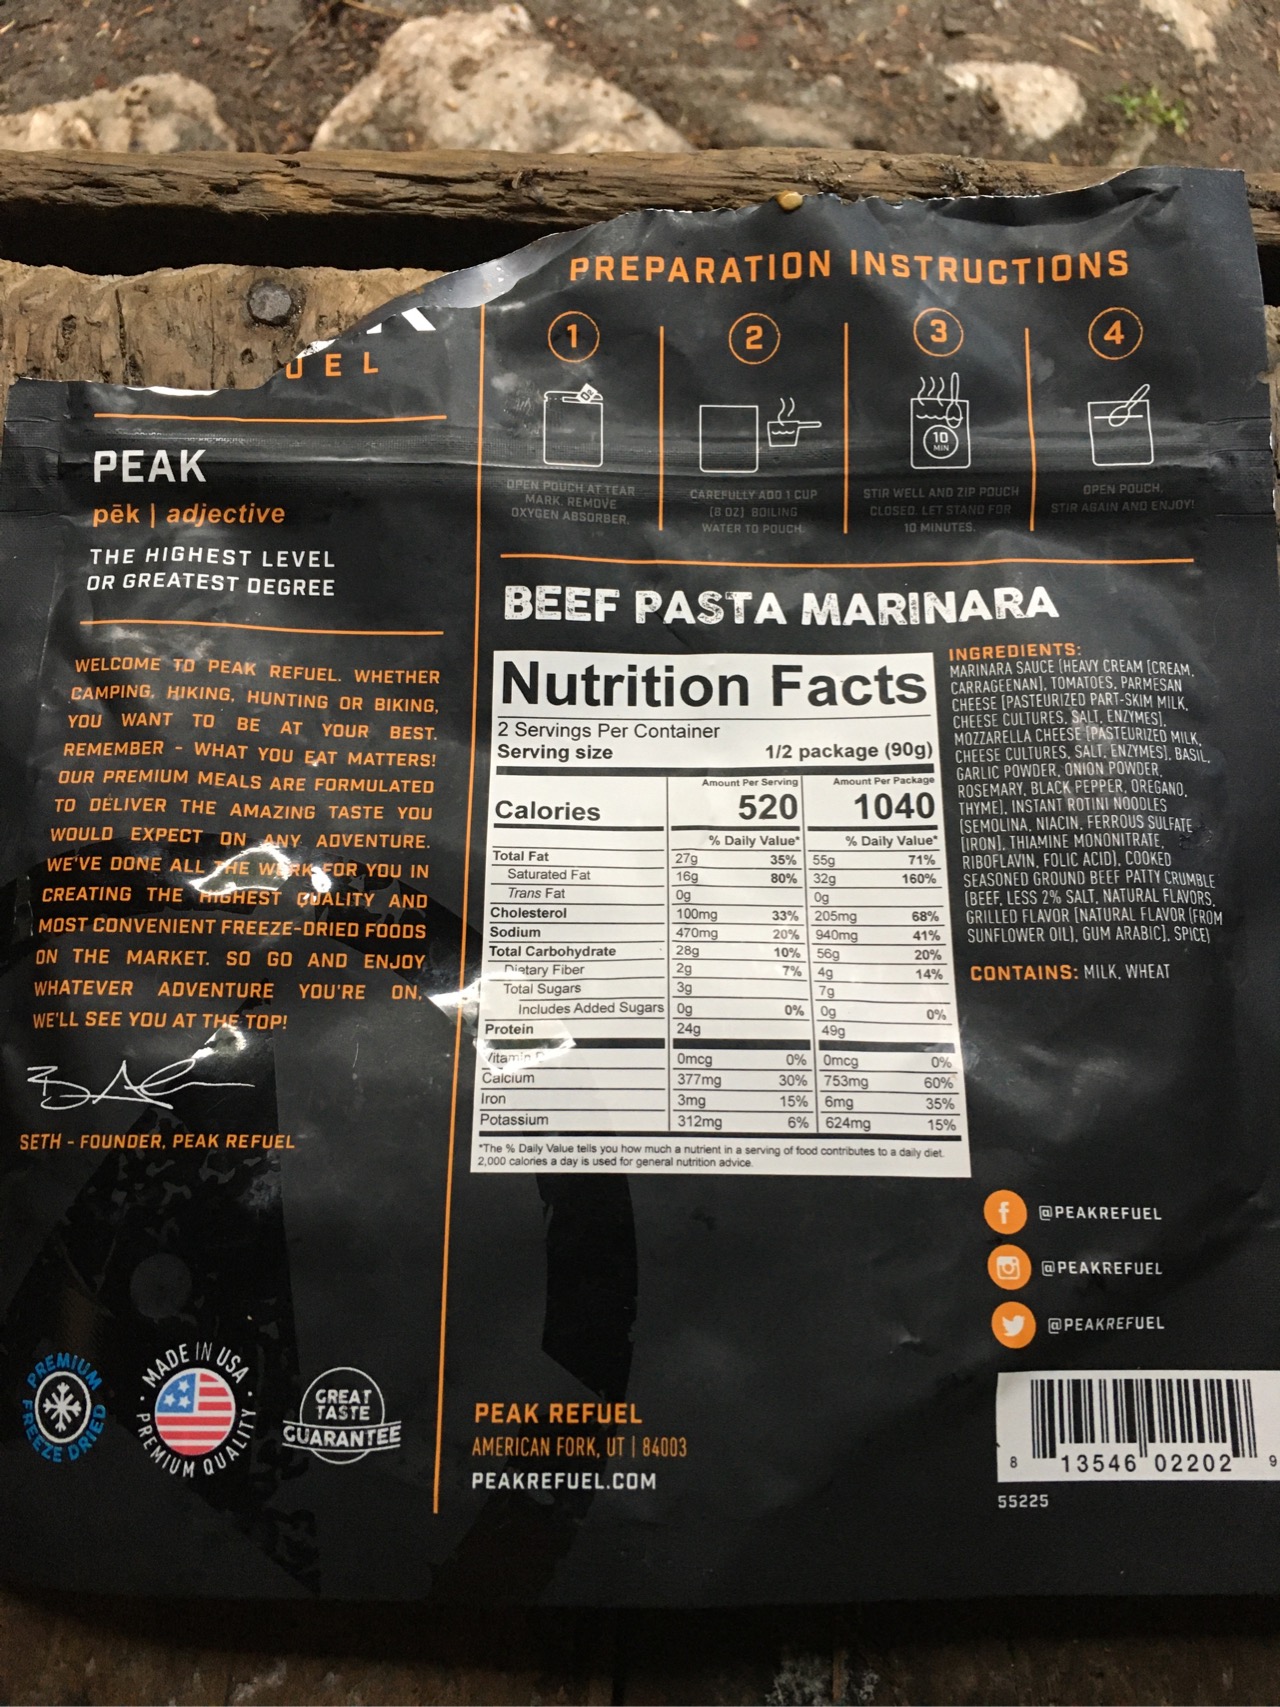 UEL
PEAK
pēk | adjective
THE HIGHEST LEVEL
OR GREATEST DEGREE
WELCOME TO PEAK REFUEL. WHETHER
CAMPING, HIKING, HUNTING OR BIKING,
YOU WANT TO BE AT YOUR BEST.
REMEMBER - WHAT YOU EAT MATTERS!
OUR PREMIUM MEALS ARE FORMULATED
TO DELIVER THE AMAZING TASTE YOU
WOULD EXPECT ON ANY ADVENTURE.
WE'VE DONE ALL THE WORK FOR YOU IN
CREATING THE HIGHEST QUALITY AND
MOST CONVENIENT FREEZE-DRIED FOODS
ON THE MARKET. SO GO AND ENJOY
WHATEVER ADVENTURE YOU'RE ON,
WE'LL SEE YOU AT THE TOP!
SETH - FOUNDER, PEAK REFUEL
PREMIUM FREEZE DRIED
MADE IN USA
PREMIUM QUALITY
GREAT
TASTE
GUARANTEE
PREPARATION INSTRUCTIONS
1
OPEN POUCH AT TEAR
MARK. REMOVE
OXYGEN ABSORBER.
2
CAREFULLY ADD 1 CUP
(8 OZ) BOILING
WATER TO POUCH.
3
10
MIN
STIR WELL AND ZIP POUCH
CLOSED. LET STAND FOR
10 MINUTES.
4
OPEN POUCH,
STIR AGAIN AND ENJOY!
BEEF PASTA MARINARA
Nutrition Facts
2 Servings Per Container
Serving size 1/2 package (90g)
Amount Per Serving Amount Per Package
Calories 520 1040
% Daily Value* % Daily Value*
Total Fat 27g 35% 55g 71%
Saturated Fat 16g 80% 32g 160%
Trans Fat 0g 0g
Cholesterol 100mg 33% 205mg 68%
Sodium 470mg 20% 940mg 41%
Total Carbohydrate 28g 10% 56g 20%
Dietary Fiber 2g 7% 4g 14%
Total Sugars 3g 7g
Includes Added Sugars 0g 0% 0g 0%
Protein 24g 49g
Vitamin D 0mcg 0% 0mcg 0%
Calcium 377mg 30% 753mg 60%
Iron 3mg 15% 6mg 35%
Potassium 312mg 6% 624mg 15%
*The % Daily Value tells you how much a nutrient in a serving of food contributes to a daily diet.
2,000 calories a day is used for general nutrition advice.
INGREDIENTS:
MARINARA SAUCE (HEAVY CREAM [CREAM,
CARRAGEENAN], TOMATOES, PARMESAN
CHEESE [PASTEURIZED PART-SKIM MILK,
CHEESE CULTURES, SALT, ENZYMES],
MOZZARELLA CHEESE [PASTEURIZED MILK,
CHEESE CULTURES, SALT, ENZYMES], BASIL,
GARLIC POWDER, ONION POWDER,
ROSEMARY, BLACK PEPPER, OREGANO,
THYME), INSTANT ROTINI NOODLES
(SEMOLINA, NIACIN, FERROUS SULFATE
[IRON], THIAMINE MONONITRATE,
RIBOFLAVIN, FOLIC ACID), COOKED
SEASONED GROUND BEEF PATTY CRUMBLE
(BEEF, LESS 2% SALT, NATURAL FLAVORS,
GRILLED FLAVOR [NATURAL FLAVOR (FROM
SUNFLOWER OIL), GUM ARABIC], SPICE)
CONTAINS: MILK, WHEAT
@PEAKREFUEL
@PEAKREFUEL
@PEAKREFUEL
PEAK REFUEL
AMERICAN FORK, UT | 84003
PEAKREFUEL.COM
8 13546 02202 9
55225